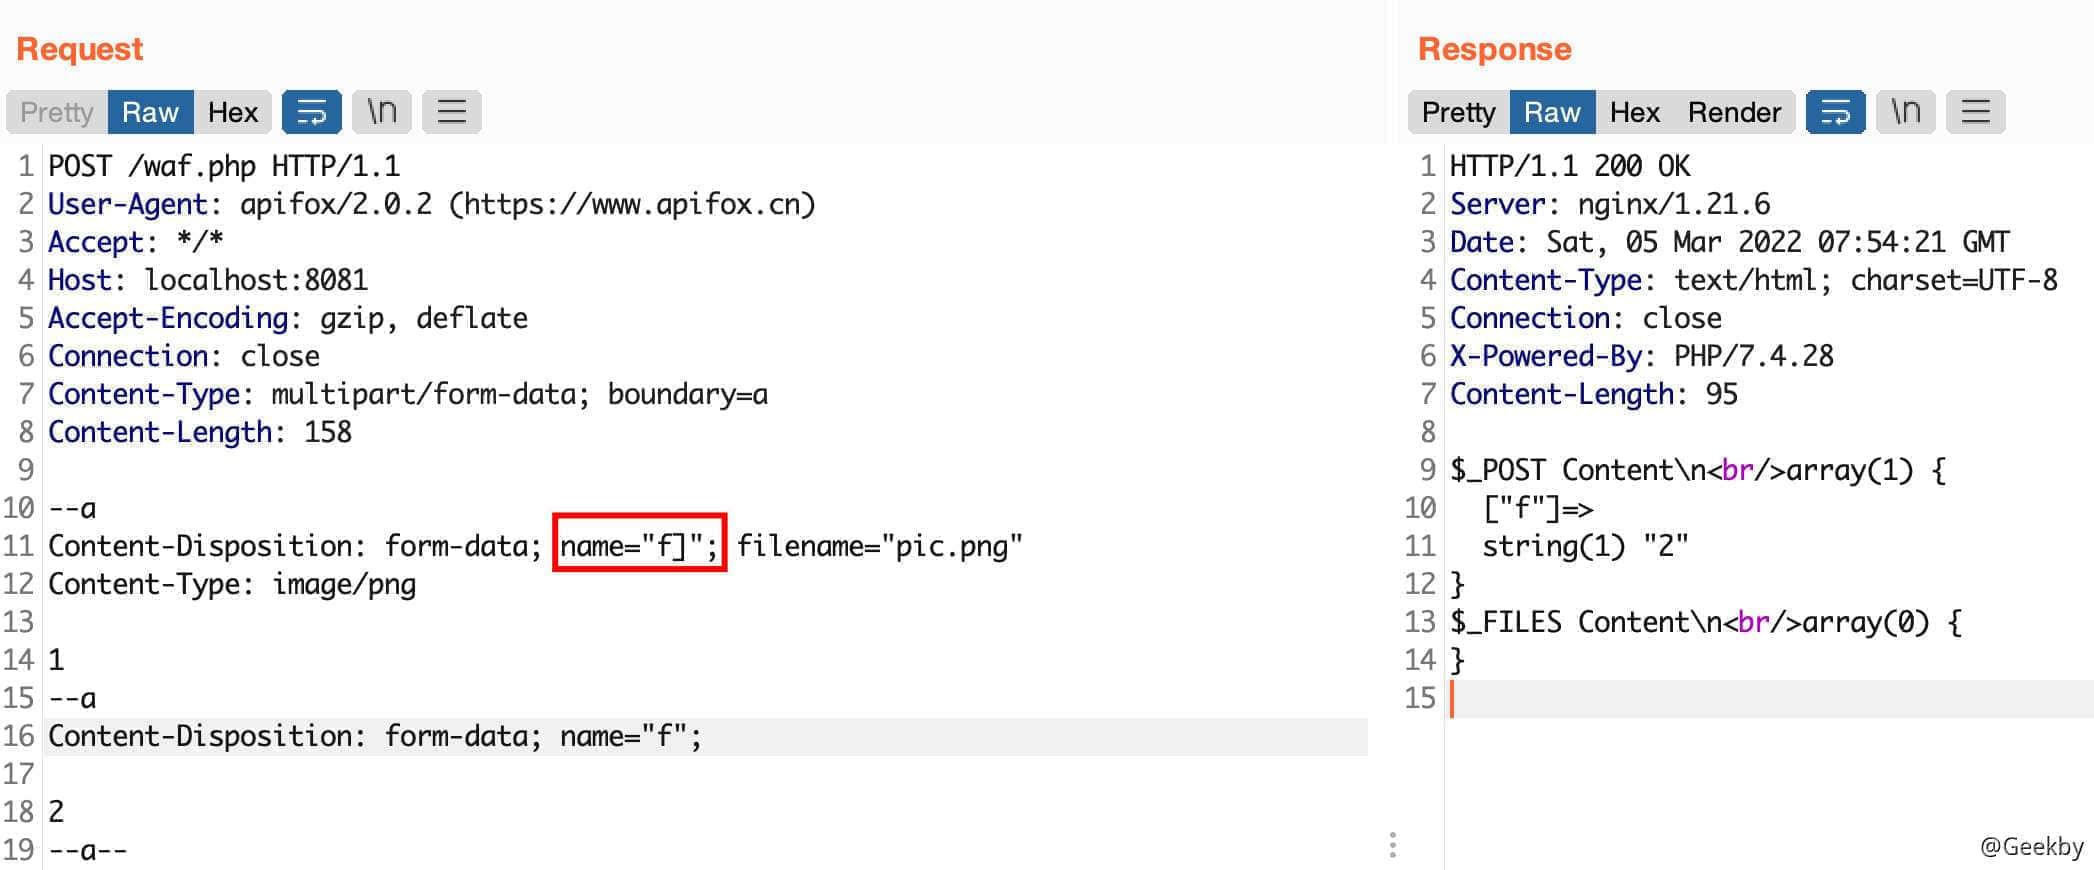 Request
Pretty Raw Hex \n
1 POST /waf.php HTTP/1.1
2 User-Agent: apifox/2.0.2 (https://www.apifox.cn)
3 Accept: */*
4 Host: localhost:8081
5 Accept-Encoding: gzip, deflate
6 Connection: close
7 Content-Type: multipart/form-data; boundary=a
8 Content-Length: 158
9
10 --a
11 Content-Disposition: form-data; name="f]"; filename="pic.png"
12 Content-Type: image/png
13
14 1
15 --a
16 Content-Disposition: form-data; name="f";
17
18 2
19 --a--
Response
Pretty Raw Hex Render \n
1 HTTP/1.1 200 OK
2 Server: nginx/1.21.6
3 Date: Sat, 05 Mar 2022 07:54:21 GMT
4 Content-Type: text/html; charset=UTF-8
5 Connection: close
6 X-Powered-By: PHP/7.4.28
7 Content-Length: 95
8
9 $_POST Content\n<br/>array(1) {
10 ["f"]=>
11 string(1) "2"
12 }
13 $_FILES Content\n<br/>array(0) {
14 }
15
@Geekby